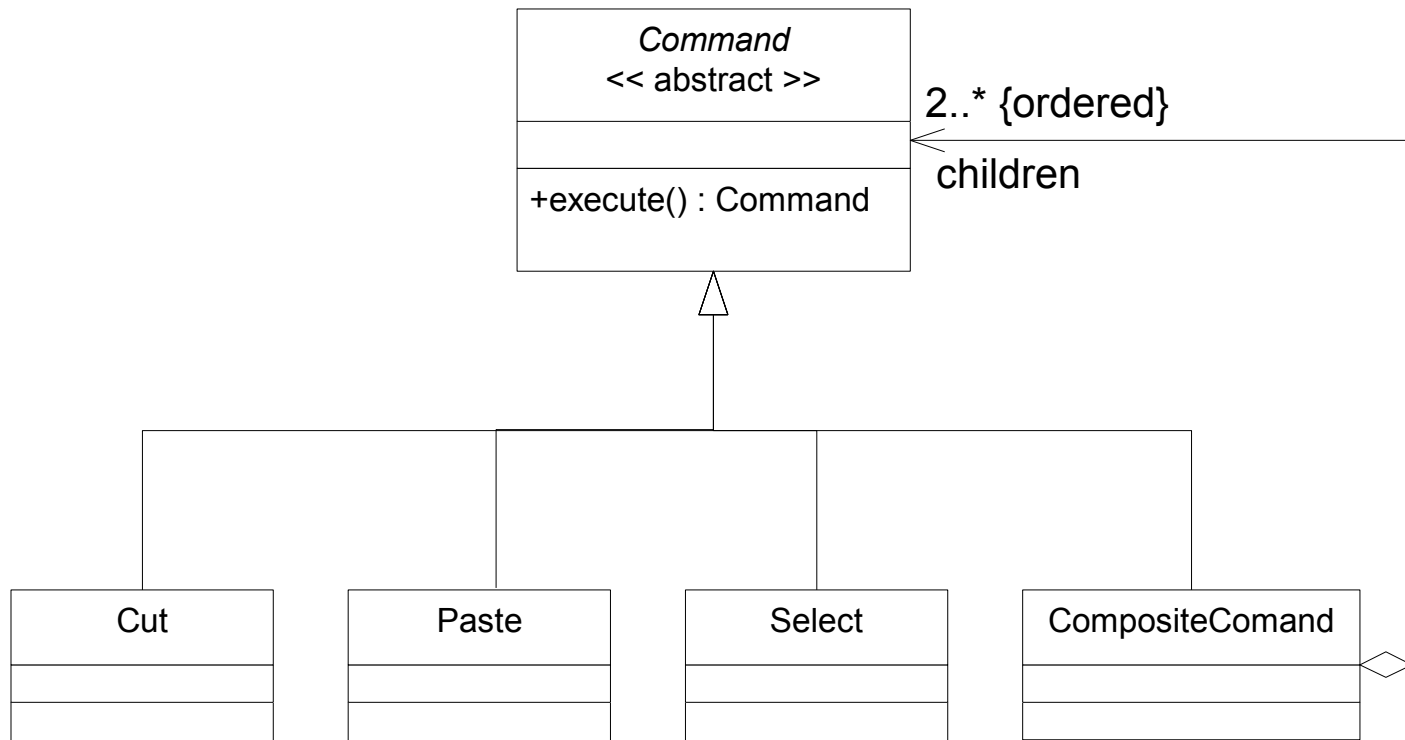 Command
<< abstract >>
2..* {ordered}
children
+execute() : Command
Cut
Paste
Select
CompositeComand